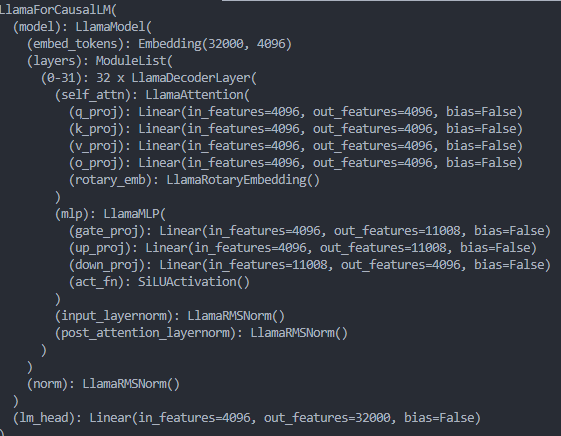 LlamaForCausalLM(
  (model): LlamaModel(
    (embed_tokens): Embedding(32000, 4096)
    (layers): ModuleList(
      (0-31): 32 x LlamaDecoderLayer(
        (self_attn): LlamaAttention(
          (q_proj): Linear(in_features=4096, out_features=4096, bias=False)
          (k_proj): Linear(in_features=4096, out_features=4096, bias=False)
          (v_proj): Linear(in_features=4096, out_features=4096, bias=False)
          (o_proj): Linear(in_features=4096, out_features=4096, bias=False)
          (rotary_emb): LlamaRotaryEmbedding()
        )
        (mlp): LlamaMLP(
          (gate_proj): Linear(in_features=4096, out_features=11008, bias=False)
          (up_proj): Linear(in_features=4096, out_features=11008, bias=False)
          (down_proj): Linear(in_features=11008, out_features=4096, bias=False)
          (act_fn): SiLUActivation()
        )
        (input_layernorm): LlamaRMSNorm()
        (post_attention_layernorm): LlamaRMSNorm()
      )
    )
    (norm): LlamaRMSNorm()
  )
  (lm_head): Linear(in_features=4096, out_features=32000, bias=False)
)